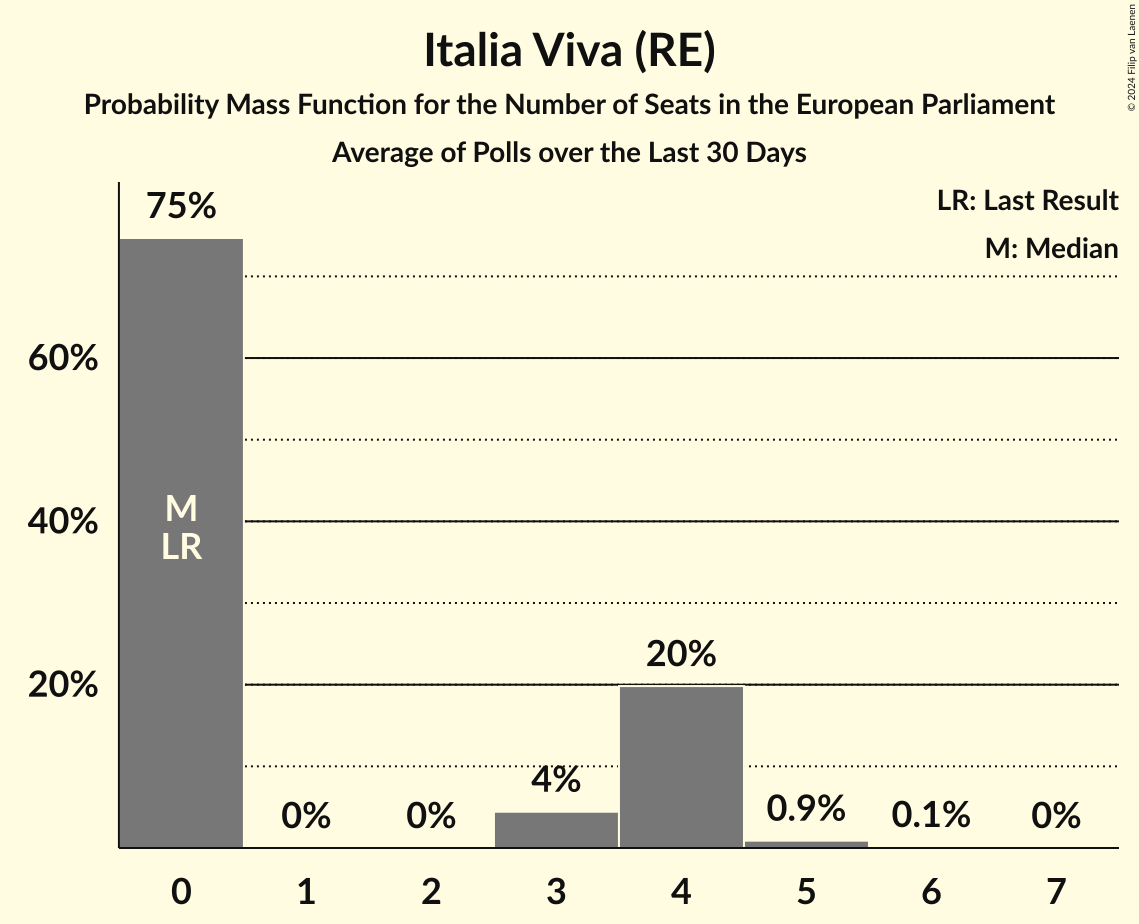 Italia Viva (RE)
Probability Mass Function for the Number of Seats in the European Parliament
Average of Polls over the Last 30 Days
© 2024 Filip van Laenen
LR: Last Result
M: Median
75%
60%
40%
20%
M
LR
0%
0%
4%
20%
0.9%
0.1%
0%
0
1
2
3
4
5
6
7